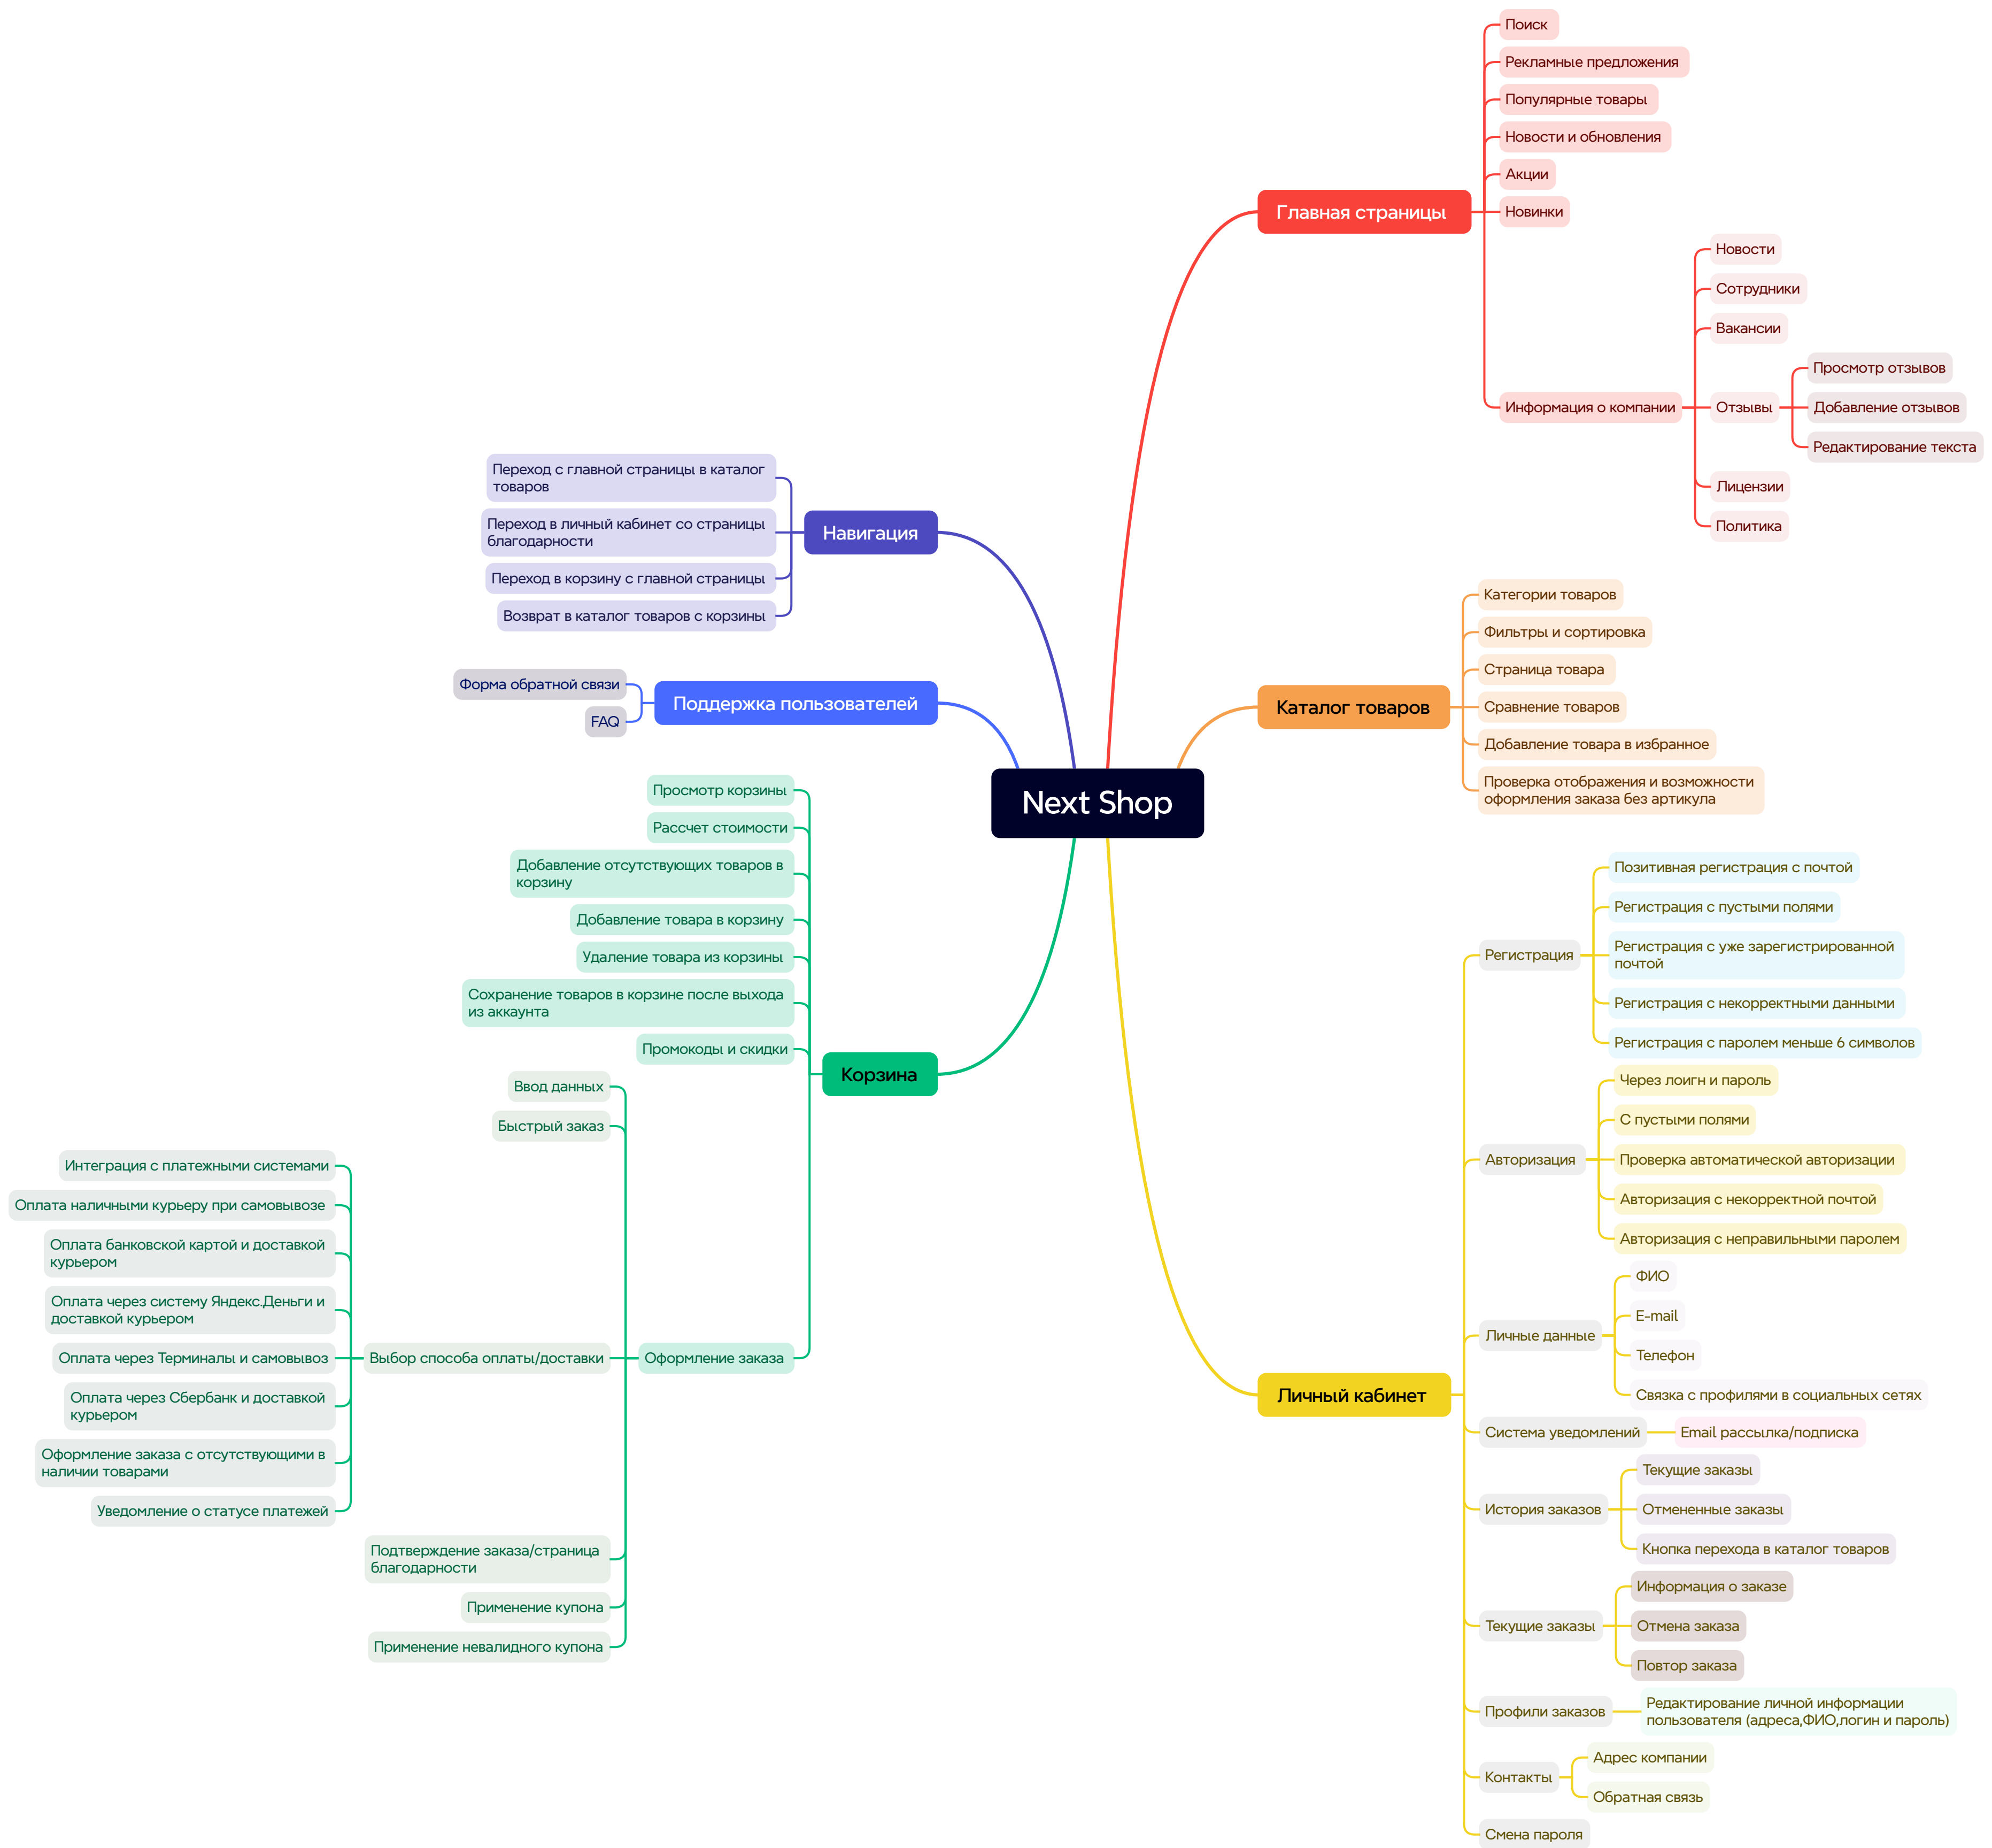 Next Shop
Главная страницы
Поиск
Рекламные предложения
Популярные товары
Новости и обновления
Акции
Новинки
Информация о компании
Новости
Сотрудники
Вакансии
Отзывы
Просмотр отзывов
Добавление отзывов
Редактирование текста
Лицензии
Политика
Каталог товаров
Категории товаров
Фильтры и сортировка
Страница товара
Сравнение товаров
Добавление товара в избранное
Проверка отображения и возможности
оформления заказа без артикула
Личный кабинет
Регистрация
Позитивная регистрация с почтой
Регистрация с пустыми полями
Регистрация с уже зарегистрированной
почтой
Регистрация с некорректными данными
Регистрация с паролем меньше 6 символов
Авторизация
Через лоигн и пароль
С пустыми полями
Проверка автоматической авторизации
Авторизация с некорректной почтой
Авторизация с неправильными паролем
Личные данные
ФИО
E-mail
Телефон
Связка с профилями в социальных сетях
Система уведомлений
Email рассылка/подписка
История заказов
Текущие заказы
Отмененные заказы
Кнопка перехода в каталог товаров
Текущие заказы
Информация о заказе
Отмена заказа
Повтор заказа
Профили заказов
Редактирование личной информации
пользователя (адреса,ФИО,логин и пароль)
Контакты
Адрес компании
Обратная связь
Смена пароля
Навигация
Переход с главной страницы в каталог
товаров
Переход в личный кабинет со страницы
благодарности
Переход в корзину с главной страницы
Возврат в каталог товаров с корзины
Поддержка пользователей
Форма обратной связи
FAQ
Корзина
Просмотр корзины
Рассчет стоимости
Добавление отсутствующих товаров в
корзину
Добавление товара в корзину
Удаление товара из корзины
Сохранение товаров в корзине после выхода
из аккаунта
Промокоды и скидки
Оформление заказа
Ввод данных
Быстрый заказ
Выбор способа оплаты/доставки
Интеграция с платежными системами
Оплата наличными курьеру при самовывозе
Оплата банковской картой и доставкой
курьером
Оплата через систему Яндекс.Деньги и
доставкой курьером
Оплата через Терминалы и самовывоз
Оплата через Сбербанк и доставкой
курьером
Оформление заказа с отсутствующими в
наличии товарами
Уведомление о статусе платежей
Подтверждение заказа/страница
благодарности
Применение купона
Применение невалидного купона